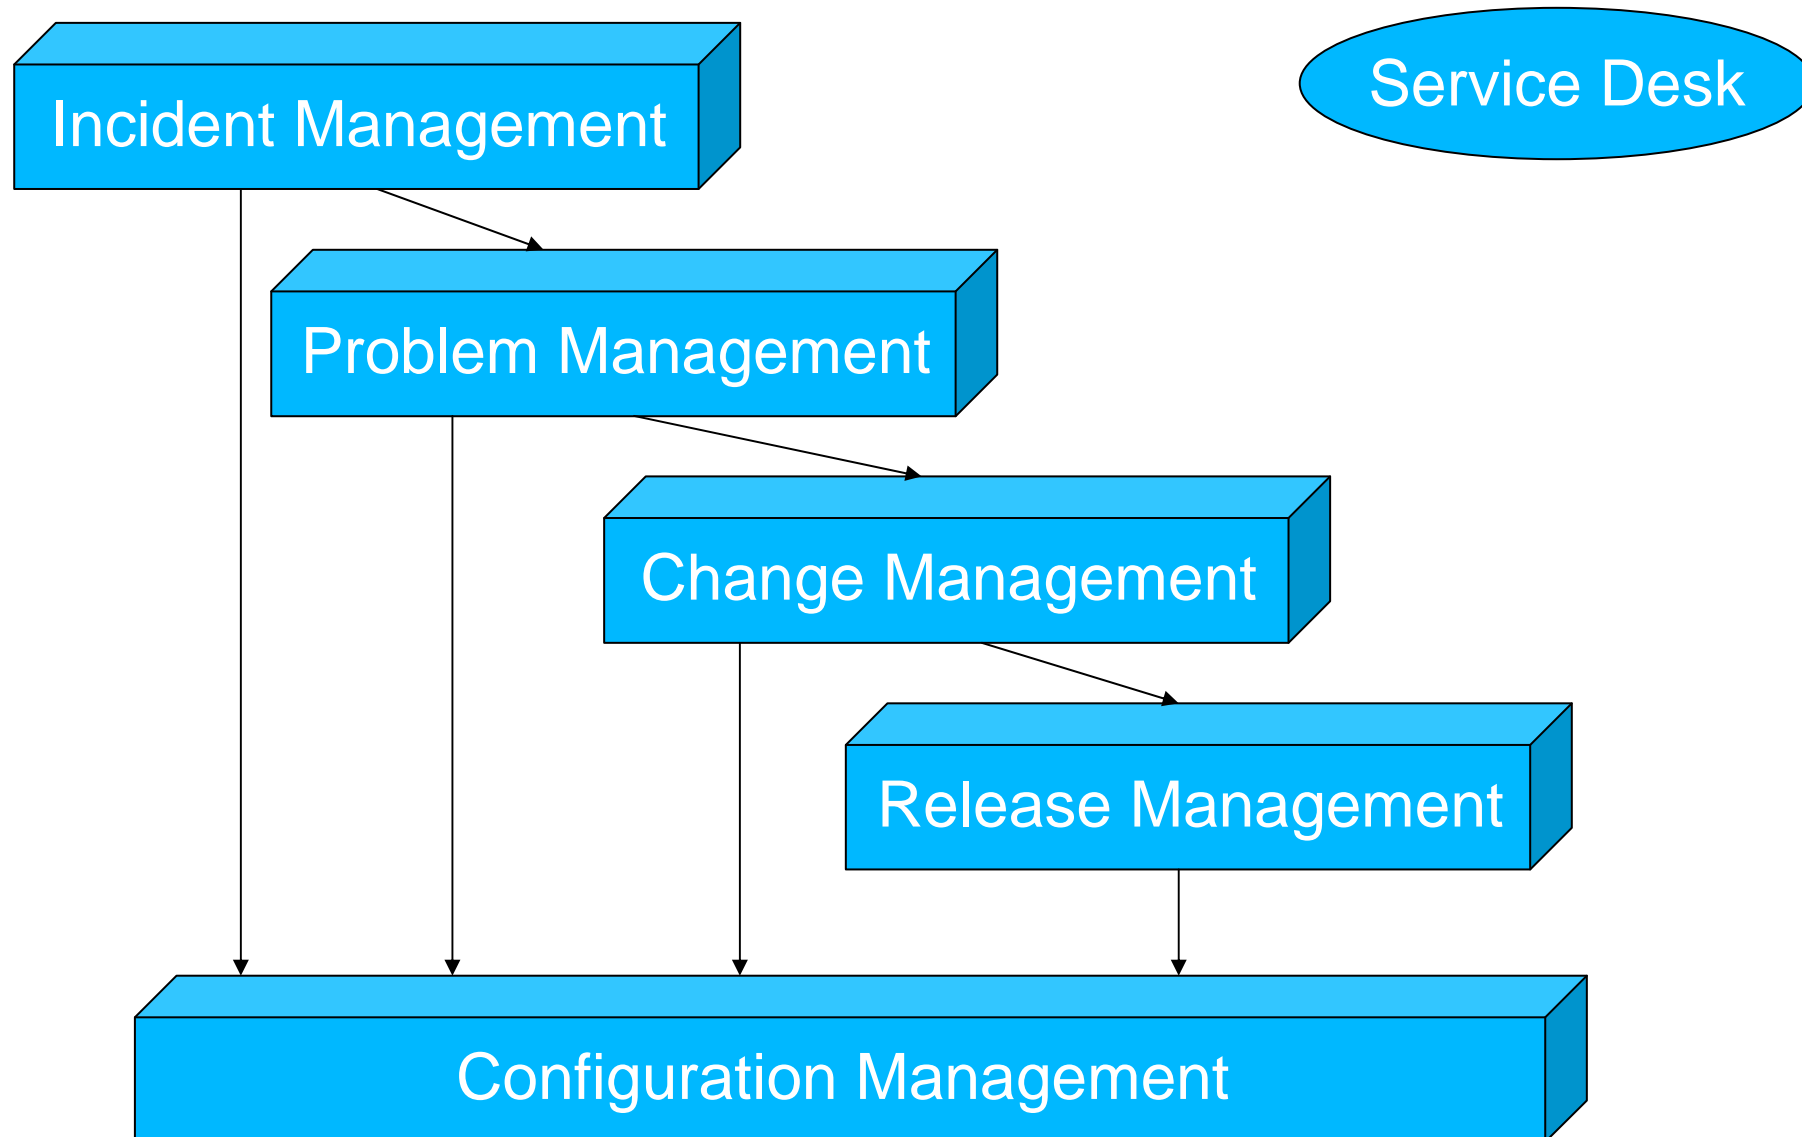 Incident Management
Service Desk
Problem Management
Change Management
Release Management
Configuration Management